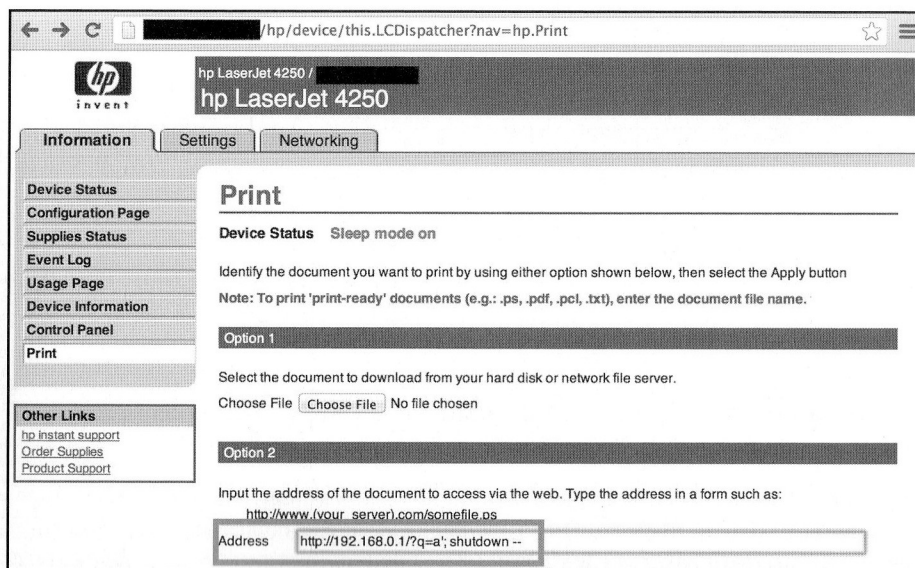 /hp/device/this.LCDispatcher?nav=hp.Print
hp
invent
hp LaserJet 4250 /
hp LaserJet 4250
Information
Settings
Networking
Device Status
Configuration Page
Supplies Status
Event Log
Usage Page
Device Information
Control Panel
Print
Other Links
hp instant support
Order Supplies
Product Support
Print
Device Status Sleep mode on
Identify the document you want to print by using either option shown below, then select the Apply button
Note: To print 'print-ready' documents (e.g.: .ps, .pdf, .pcl, .txt), enter the document file name.
Option 1
Select the document to download from your hard disk or network file server.
Choose File Choose File No file chosen
Option 2
Input the address of the document to access via the web. Type the address in a form such as:
http://www.(your_server).com/somefile.ps
Address http://192.168.0.1/?q=a'; shutdown --